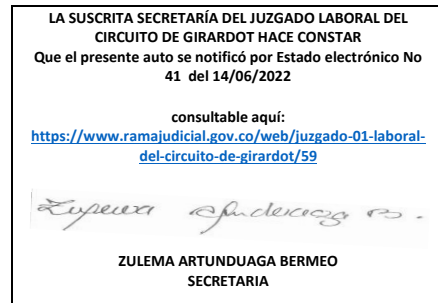 LA SUSCRITA SECRETARÍA DEL JUZGADO LABORAL DEL
CIRCUITO DE GIRARDOT HACE CONSTAR
Que el presente auto se notificó por Estado electrónico No
41 del 14/06/2022
consultable aquí:
https://www.ramajudicial.gov.co/web/juzgado-01-laboral-
del-circuito-de-girardot/59
ZULEMA ARTUNDUAGA BERMEO
SECRETARIA